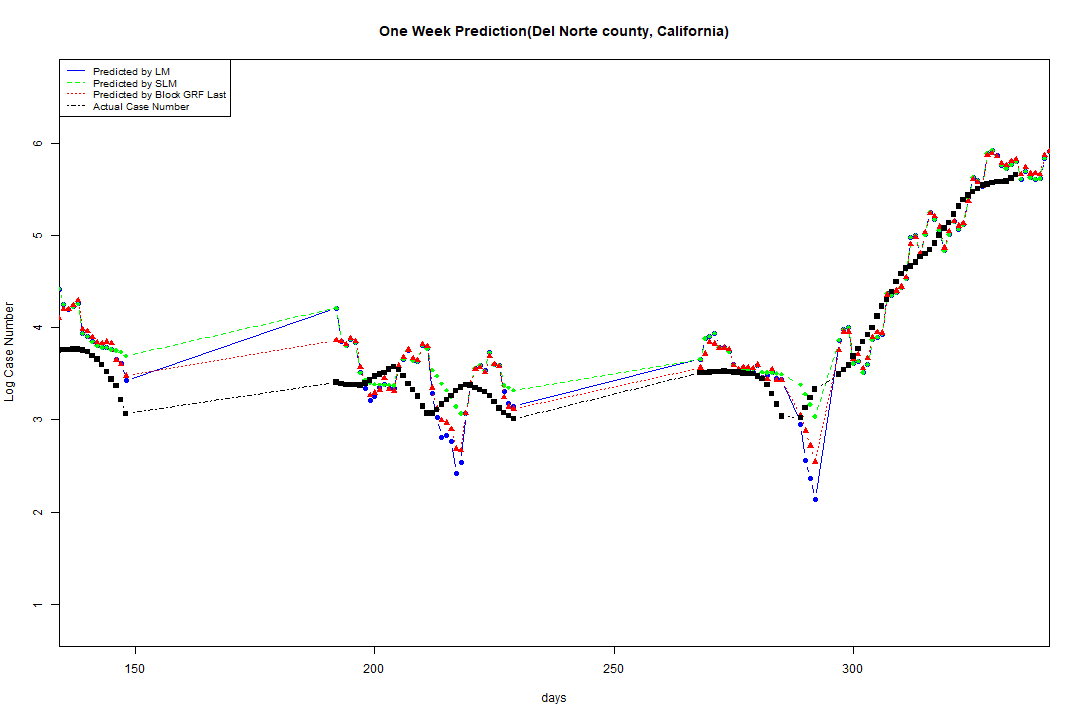 One Week Prediction(Del Norte county, California)
Predicted by LM
Predicted by SLM
Predicted by Block GRF Last
Actual Case Number
Log Case Number
6
5
4
3
2
1
150 200 250 300
days